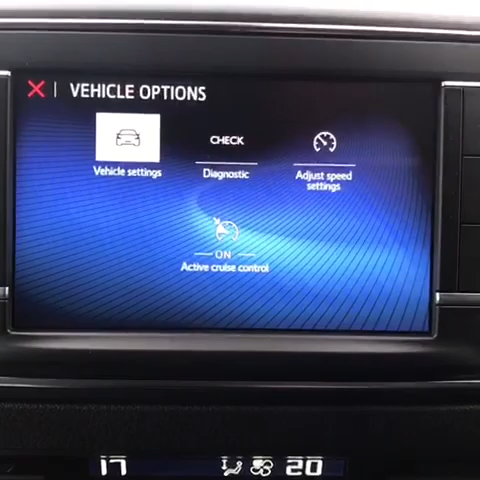 VEHICLE OPTIONS
CHECK
Vehicle settings
Diagnostic
Adjust speed
settings
ON
Active cruise control
17
20